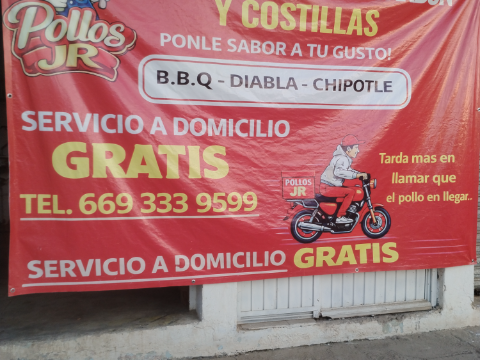 Y COSTILLAS
Pollos
JR
PONLE SABOR A TU GUSTO!
B.B.Q - DIABLA - CHIPOTLE
SERVICIO A DOMICILIO
GRATIS
TEL. 669 333 9599
POLLOS
JR
Tarda mas en
llamar que
el pollo en llegar..
SERVICIO A DOMICILIO GRATIS